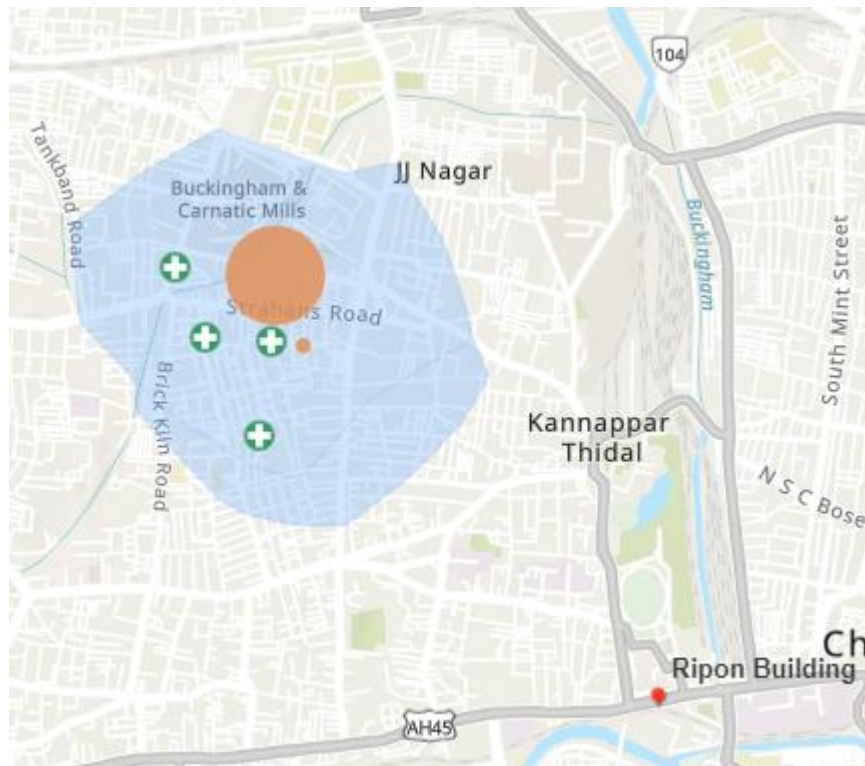 104
Tankband Road
JJ Nagar
Buckingham &
Carnatic Mills
Buckingham
South Mint Street
Strahans Road
Brick Kiln Road
Kannappar
Thidal
N S C Bose
Ch
Ripon Building
AH45